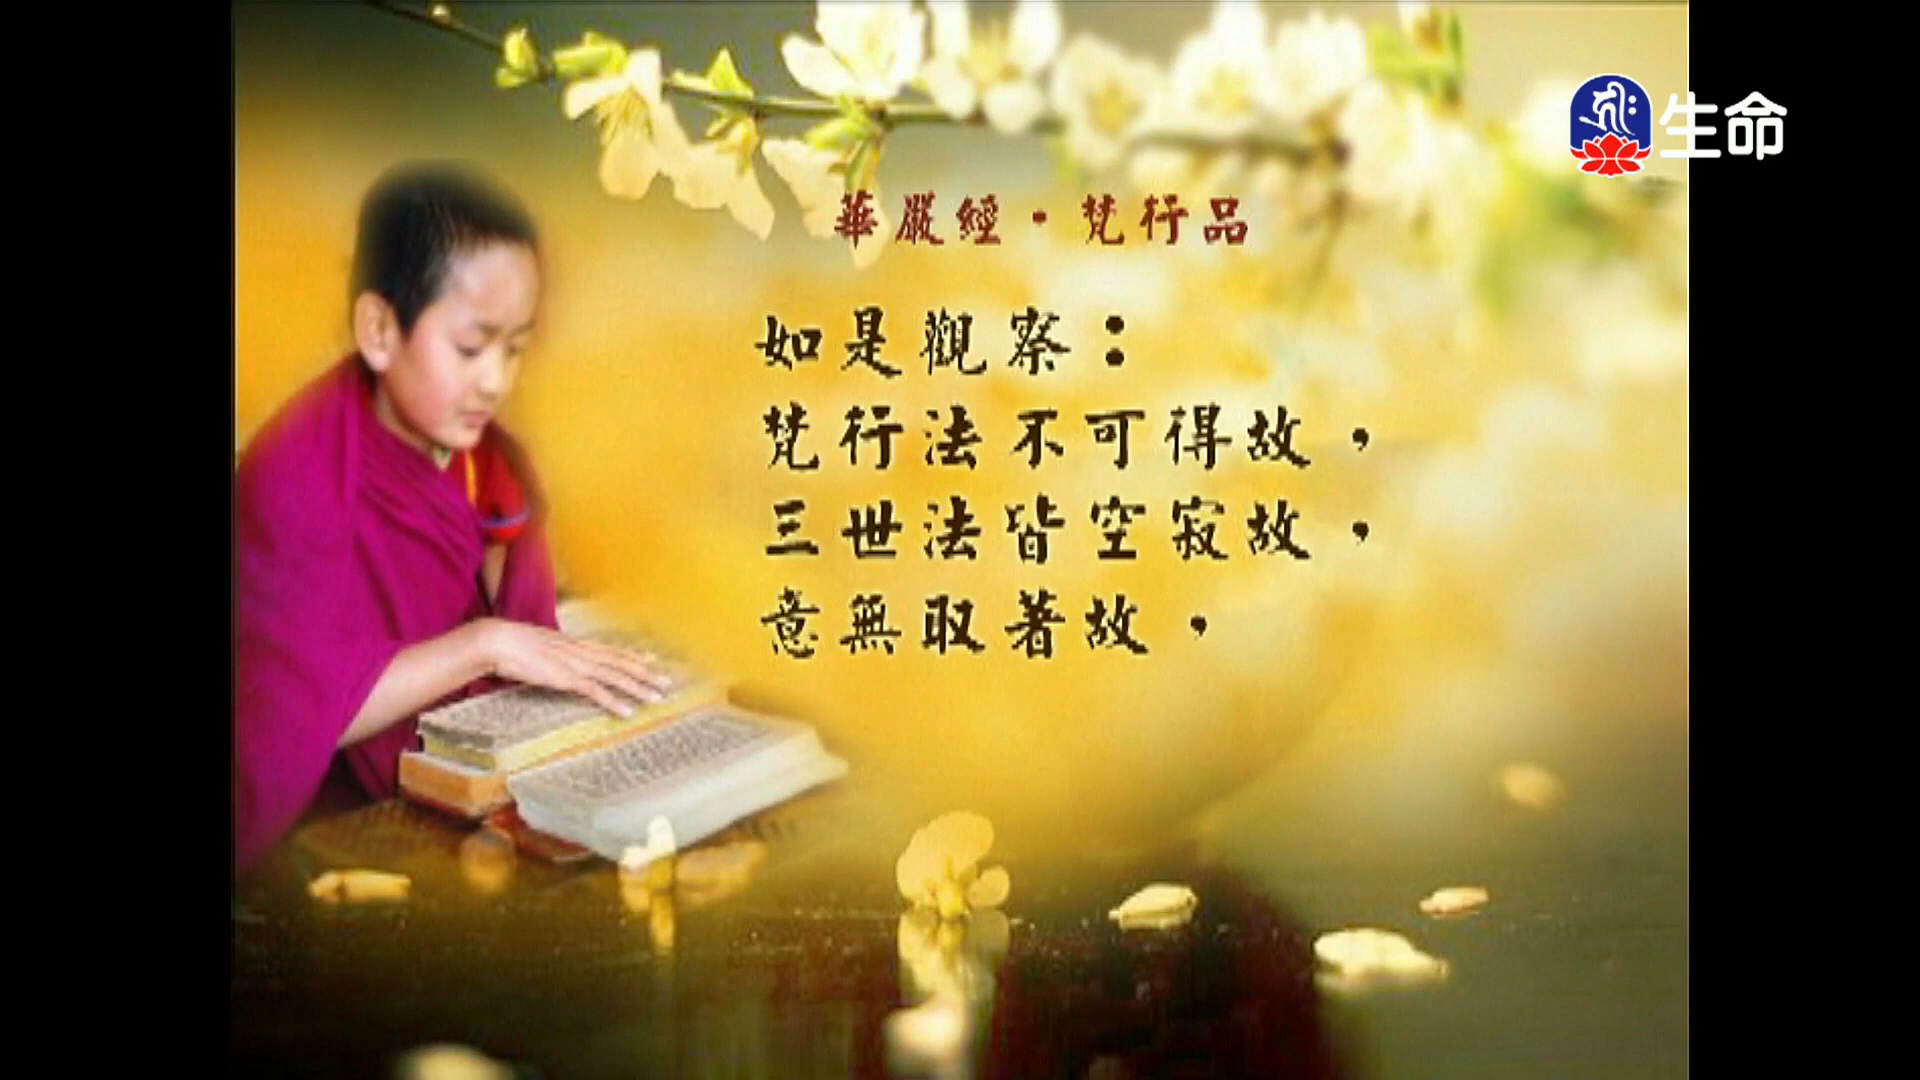 生命
華嚴經·梵行品
如是觀察：
梵行法不可得故，
三世法皆空寂故，
意無取著故，